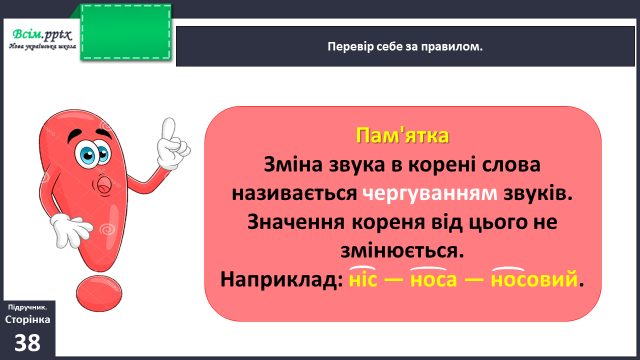 Всім.pptx
Нова українська школа
Перевір себе за правилом.
Пам'ятка
Зміна звука в корені слова
називається чергуванням звуків.
Значення кореня від цього не
змінюється.
Наприклад: ніс — носа — носовий.
Підручник.
Сторінка
38